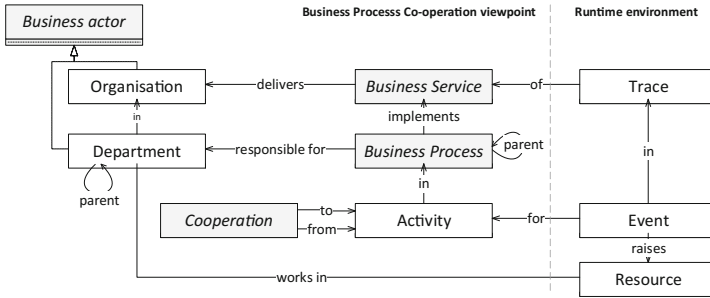 Business Processs Co-operation viewpoint
Runtime environment
Business actor
Organisation
delivers
Business Service
of
Trace
in
implements
Department
responsible for
Business Process
parent
in
parent
in
Cooperation
to
from
Activity
for
Event
raises
works in
Resource